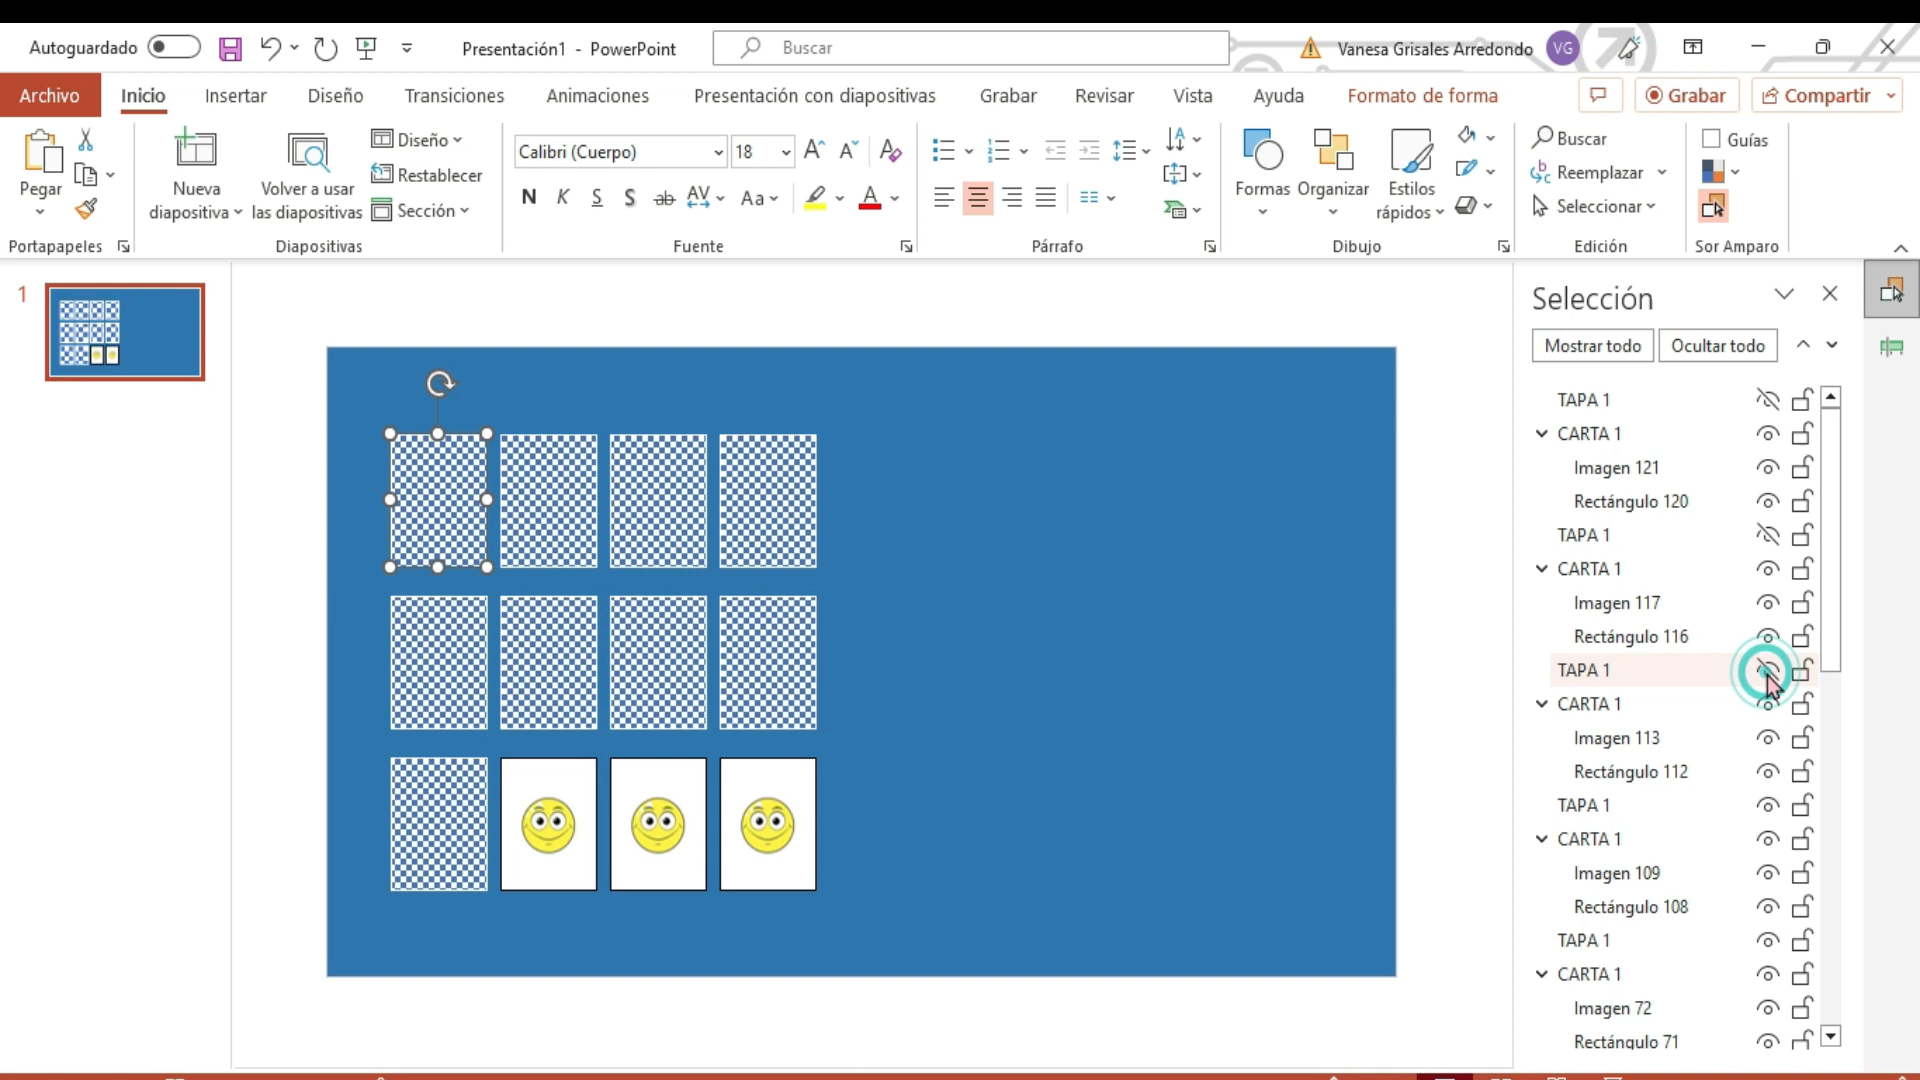 Autoguardado
Presentación1 - PowerPoint
Buscar
Vanesa Grisales Arredondo
VG
Archivo
Inicio
Insertar
Diseño
Transiciones
Animaciones
Presentación con diapositivas
Grabar
Revisar
Vista
Ayuda
Formato de forma
Grabar
Compartir
Pegar
Nueva
diapositiva
Volver a usar
las diapositivas
Diseño
Restablecer
Sección
Calibri (Cuerpo)
18
N K S S ab AV Aa A
Formas
Organizar
Estilos
rápidos
Buscar
Reemplazar
Seleccionar
Guías
Portapapeles
Diapositivas
Fuente
Párrafo
Dibujo
Edición
Sor Amparo
1
Selección
Mostrar todo
Ocultar todo
TAPA 1
CARTA 1
Imagen 121
Rectángulo 120
TAPA 1
CARTA 1
Imagen 117
Rectángulo 116
TAPA 1
CARTA 1
Imagen 113
Rectángulo 112
TAPA 1
CARTA 1
Imagen 109
Rectángulo 108
TAPA 1
CARTA 1
Imagen 72
Rectángulo 71